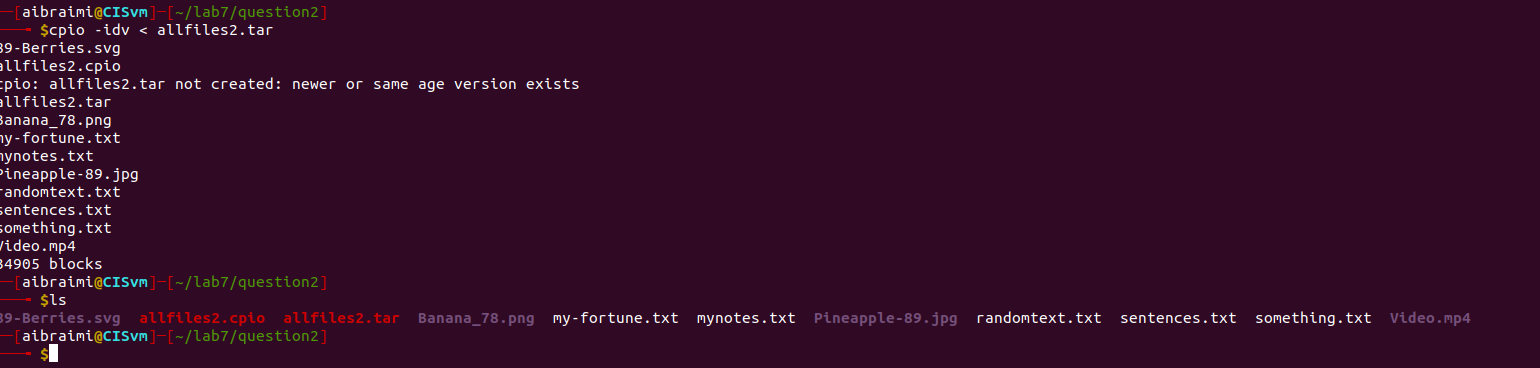 ─[aibraimi@CISvm]─[~/lab7/question2]
──╼ $cpio -idv < allfiles2.tar
89-Berries.svg
allfiles2.cpio
cpio: allfiles2.tar not created: newer or same age version exists
allfiles2.tar
Banana_78.png
my-fortune.txt
mynotes.txt
Pineapple-89.jpg
randomtext.txt
sentences.txt
something.txt
Video.mp4
34905 blocks
─[aibraimi@CISvm]─[~/lab7/question2]
──╼ $ls
89-Berries.svg allfiles2.cpio allfiles2.tar Banana_78.png my-fortune.txt mynotes.txt Pineapple-89.jpg randomtext.txt sentences.txt something.txt Video.mp4
─[aibraimi@CISvm]─[~/lab7/question2]
──╼ $